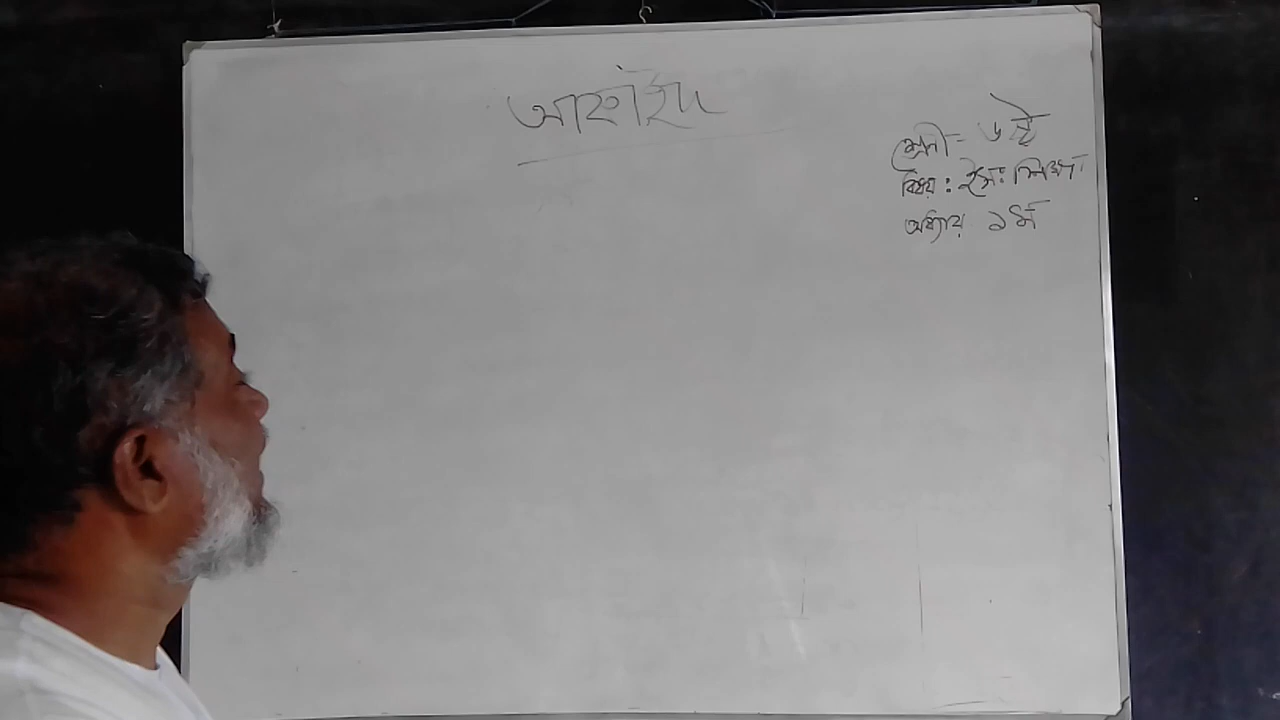 আকাইদ
শ্রেণী - ৬ষ্ঠ
বিষয় : ইস: শিক্ষা
অধ্যায় ১ম